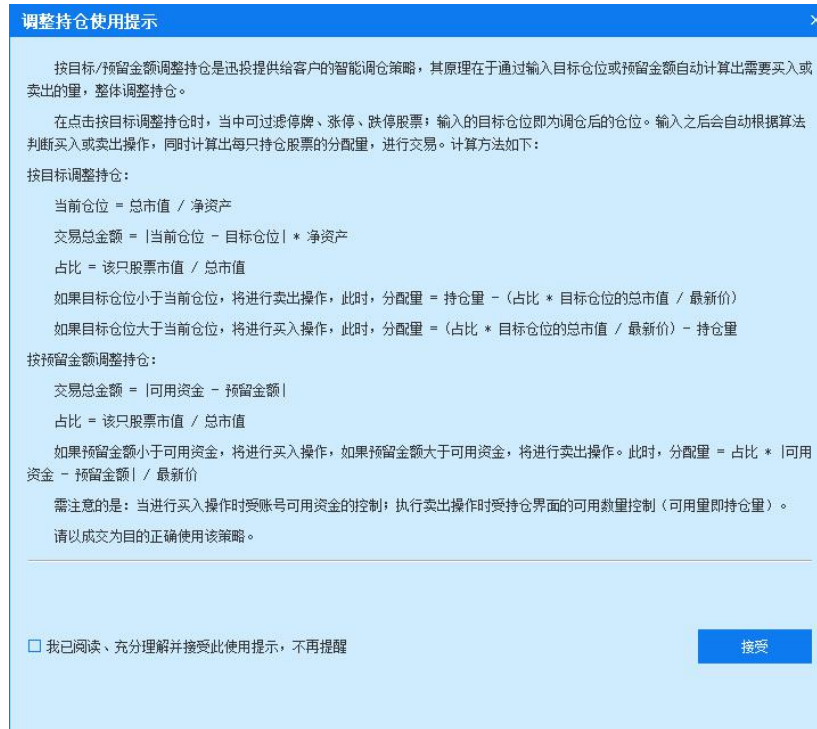 调整持仓使用提示
按目标/预留金额调整持仓是迅投提供给客户的智能调仓策略，其原理在于通过输入目标仓位或预留金额自动计算出需要买入或
卖出的量，整体调整持仓。
在点击按目标调整持仓时，当中可过滤停牌、涨停、跌停股票；输入的目标仓位即为调仓后的仓位。输入之后会自动根据算法
判断买入或卖出操作，同时计算出每只持仓股票的分配量，进行交易。计算方法如下：
按目标调整持仓：
当前仓位 = 总市值 / 净资产
交易总金额 = |当前仓位 - 目标仓位| * 净资产
占比 = 该只股票市值 / 总市值
如果目标仓位小于当前仓位，将进行卖出操作，此时，分配量 = 持仓量 - （占比 * 目标仓位的总市值 / 最新价）
如果目标仓位大于当前仓位，将进行买入操作，此时，分配量 = （占比 * 目标仓位的总市值 / 最新价）- 持仓量
按预留金额调整持仓：
交易总金额 = |可用资金 - 预留金额|
占比 = 该只股票市值 / 总市值
如果预留金额小于可用资金，将进行买入操作，如果预留金额大于可用资金，将进行卖出操作。此时，分配量 = 占比 * |可用
资金 - 预留金额| / 最新价
需注意的是：当进行买入操作时受账号可用资金的控制；执行卖出操作时受持仓界面的可用数量控制（可用量即持仓量）。
请以成交为目的正确使用该策略。
我已阅读、充分理解并接受此使用提示，不再提醒
接受